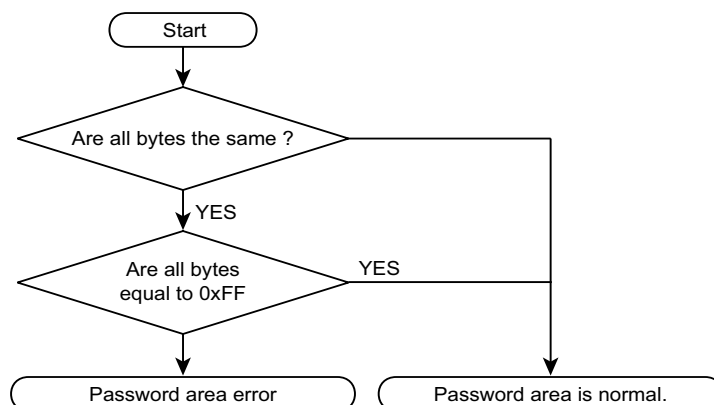 Start
Are all bytes the same ?
YES
Are all bytes
equal to 0xFF
YES
Password area error
Password area is normal.